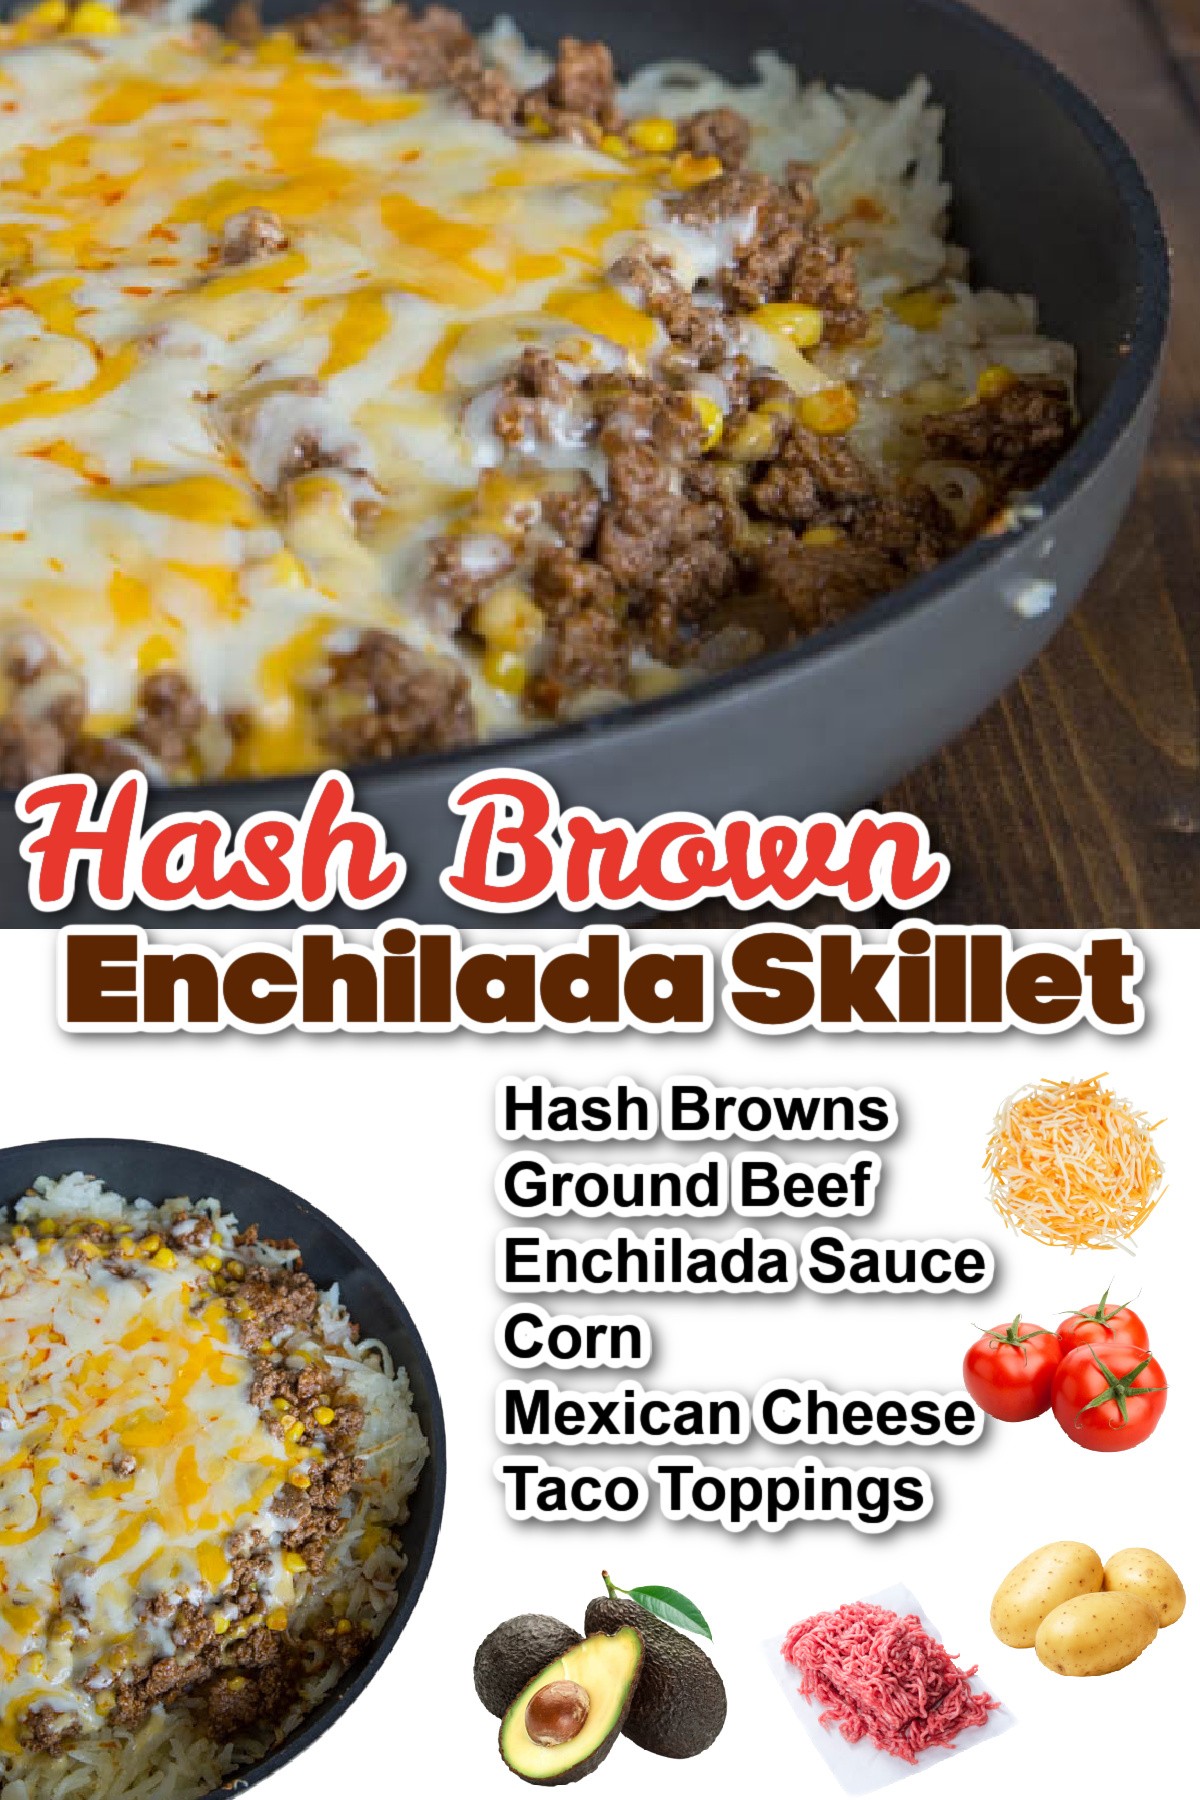 Hash Brown
Enchilada Skillet
Hash Browns
Ground Beef
Enchilada Sauce
Corn
Mexican Cheese
Taco Toppings